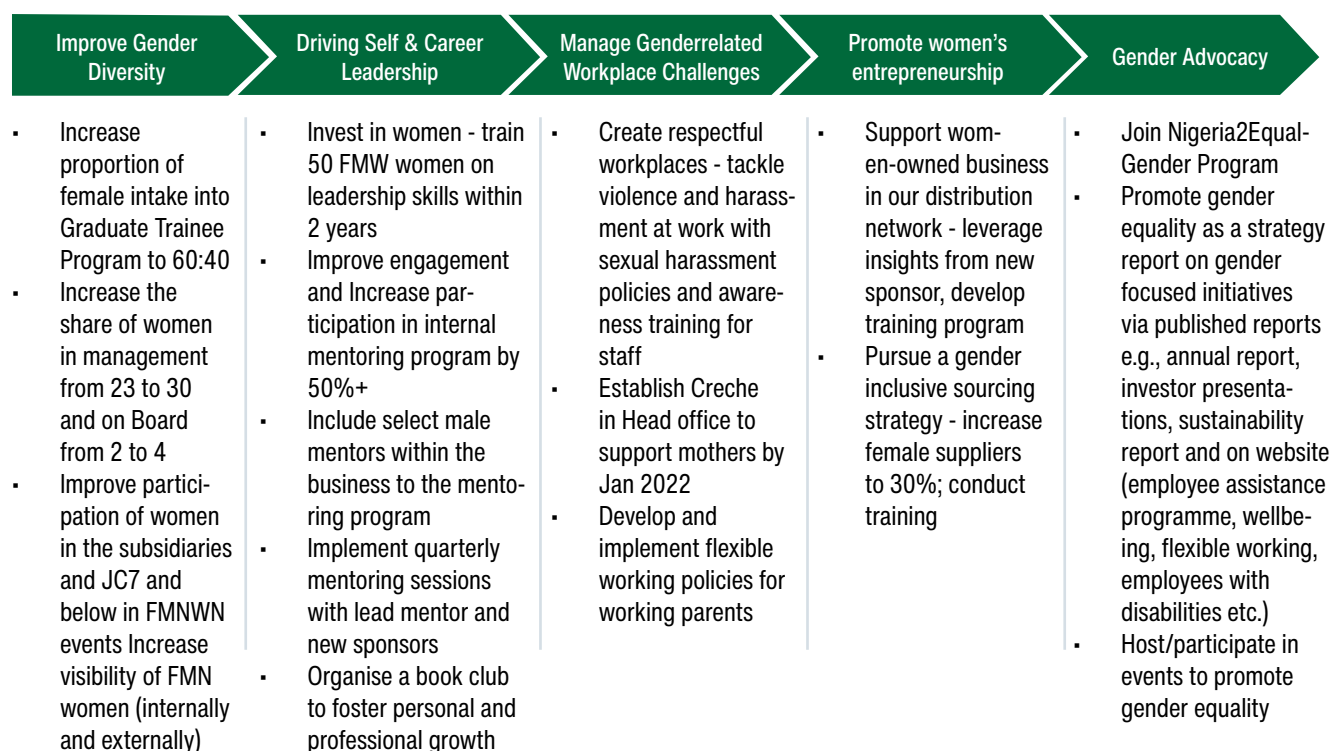 Improve Gender
Diversity
Driving Self & Career
Leadership
Manage Genderrelated
Workplace Challenges
Promote women’s
entrepreneurship
Gender Advocacy
▪ Increase
proportion of
female intake into
Graduate Trainee
Program to 60:40
▪ Increase the
share of women
in management
from 23 to 30
and on Board
from 2 to 4
▪ Improve partici-
pation of women
in the subsidiaries
and JC7 and
below in FMNWN
events Increase
visibility of FMN
women (internally
and externally)
▪ Invest in women - train
50 FMW women on
leadership skills within
2 years
▪ Improve engagement
and Increase par-
ticipation in internal
mentoring program by
50%+
▪ Include select male
mentors within the
business to the mento-
ring program
▪ Implement quarterly
mentoring sessions
with lead mentor and
new sponsors
▪ Organise a book club
to foster personal and
professional growth
▪ Create respectful
workplaces - tackle
violence and harass-
ment at work with
sexual harassment
policies and aware-
ness training for
staff
▪ Establish Creche
in Head office to
support mothers by
Jan 2022
▪ Develop and
implement flexible
working policies for
working parents
▪ Support wom-
en-owned business
in our distribution
network - leverage
insights from new
sponsor, develop
training program
▪ Pursue a gender
inclusive sourcing
strategy - increase
female suppliers
to 30%; conduct
training
▪ Join Nigeria2Equal-
Gender Program
▪ Promote gender
equality as a strategy
report on gender
focused initiatives
via published reports
e.g., annual report,
investor presenta-
tions, sustainability
report and on website
(employee assistance
programme, wellbe-
ing, flexible working,
employees with
disabilities etc.)
▪ Host/participate in
events to promote
gender equality